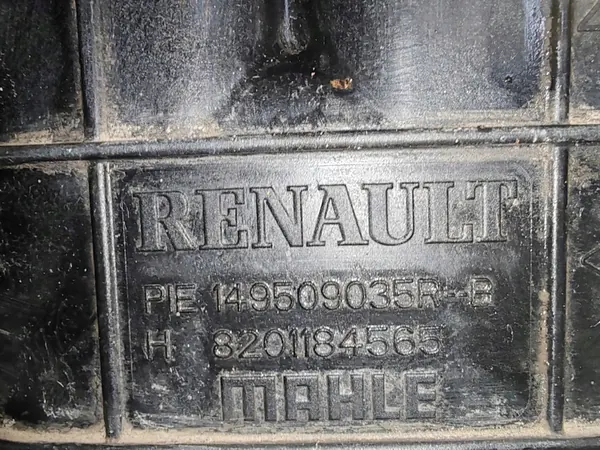 RENAULT
PIE 149509035R--B
H 8201184565
MAHLE